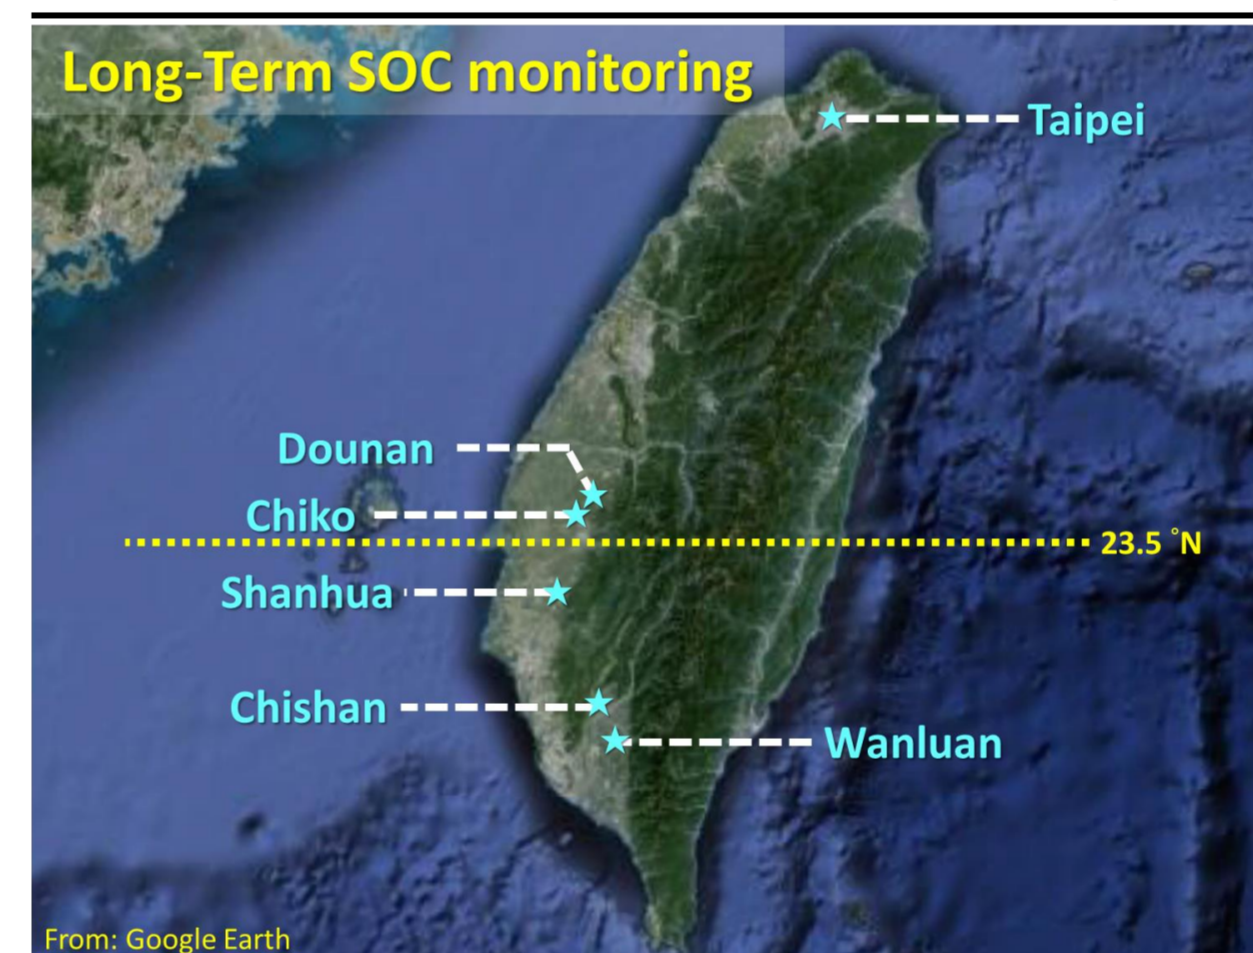 Long-Term SOC monitoring
Taipei
Dounan
Chiko
23.5 °N
Shanhua
Chishan
Wanluan
From: Google Earth